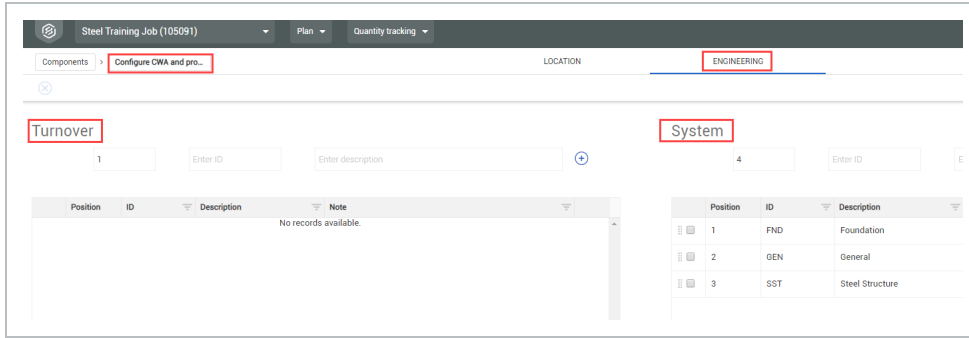 Steel Training Job (105091) Plan Quantity tracking
Components > Configure CWA and pro... LOCATION ENGINEERING
Turnover System
1 Enter ID Enter description 4 Enter ID E
Position ID Description Note Position ID Description
No records available.
1 FND Foundation
2 GEN General
3 SST Steel Structure